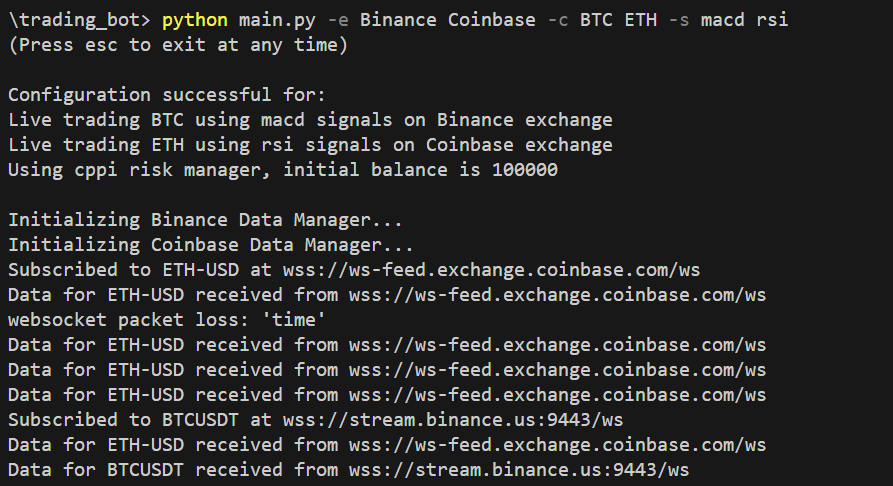 \trading_bot> python main.py -e Binance Coinbase -c BTC ETH -s macd rsi
(Press esc to exit at any time)
Configuration successful for:
Live trading BTC using macd signals on Binance exchange
Live trading ETH using rsi signals on Coinbase exchange
Using cppi risk manager, initial balance is 100000
Initializing Binance Data Manager...
Initializing Coinbase Data Manager...
Subscribed to ETH-USD at wss://ws-feed.exchange.coinbase.com/ws
Data for ETH-USD received from wss://ws-feed.exchange.coinbase.com/ws
websocket packet loss: 'time'
Data for ETH-USD received from wss://ws-feed.exchange.coinbase.com/ws
Data for ETH-USD received from wss://ws-feed.exchange.coinbase.com/ws
Data for ETH-USD received from wss://ws-feed.exchange.coinbase.com/ws
Subscribed to BTCUSDT at wss://stream.binance.us:9443/ws
Data for ETH-USD received from wss://ws-feed.exchange.coinbase.com/ws
Data for BTCUSDT received from wss://stream.binance.us:9443/ws